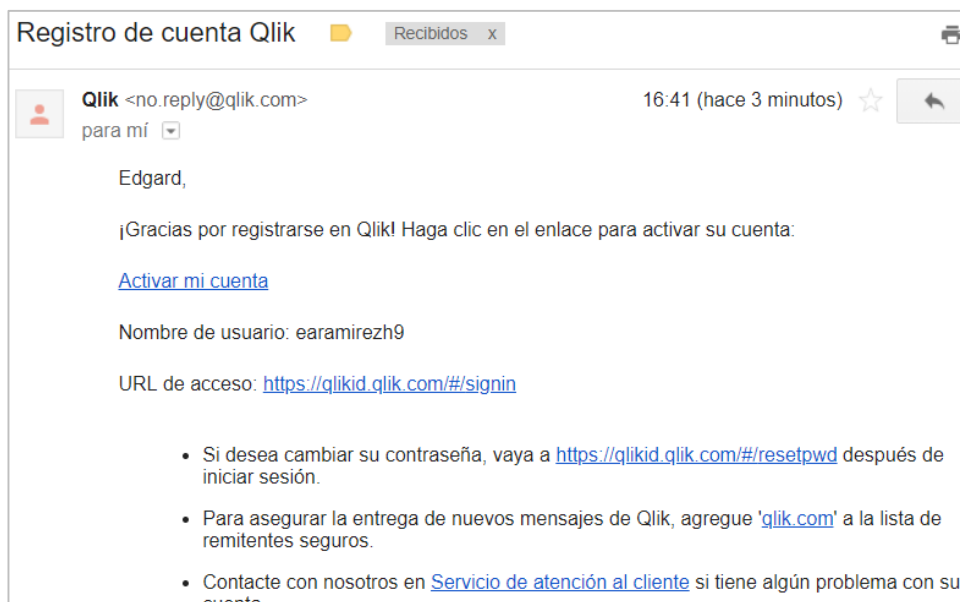 Registro de cuenta Qlik Recibidos x
Qlik <no.reply@qlik.com> 16:41 (hace 3 minutos)
para mí
Edgard,
¡Gracias por registrarse en Qlik! Haga clic en el enlace para activar su cuenta:
Activar mi cuenta
Nombre de usuario: earamirezh9
URL de acceso: https://qlikid.qlik.com/#/signin
• Si desea cambiar su contraseña, vaya a https://qlikid.qlik.com/#/resetpwd después de
iniciar sesión.
• Para asegurar la entrega de nuevos mensajes de Qlik, agregue 'qlik.com' a la lista de
remitentes seguros.
• Contacte con nosotros en Servicio de atención al cliente si tiene algún problema con su